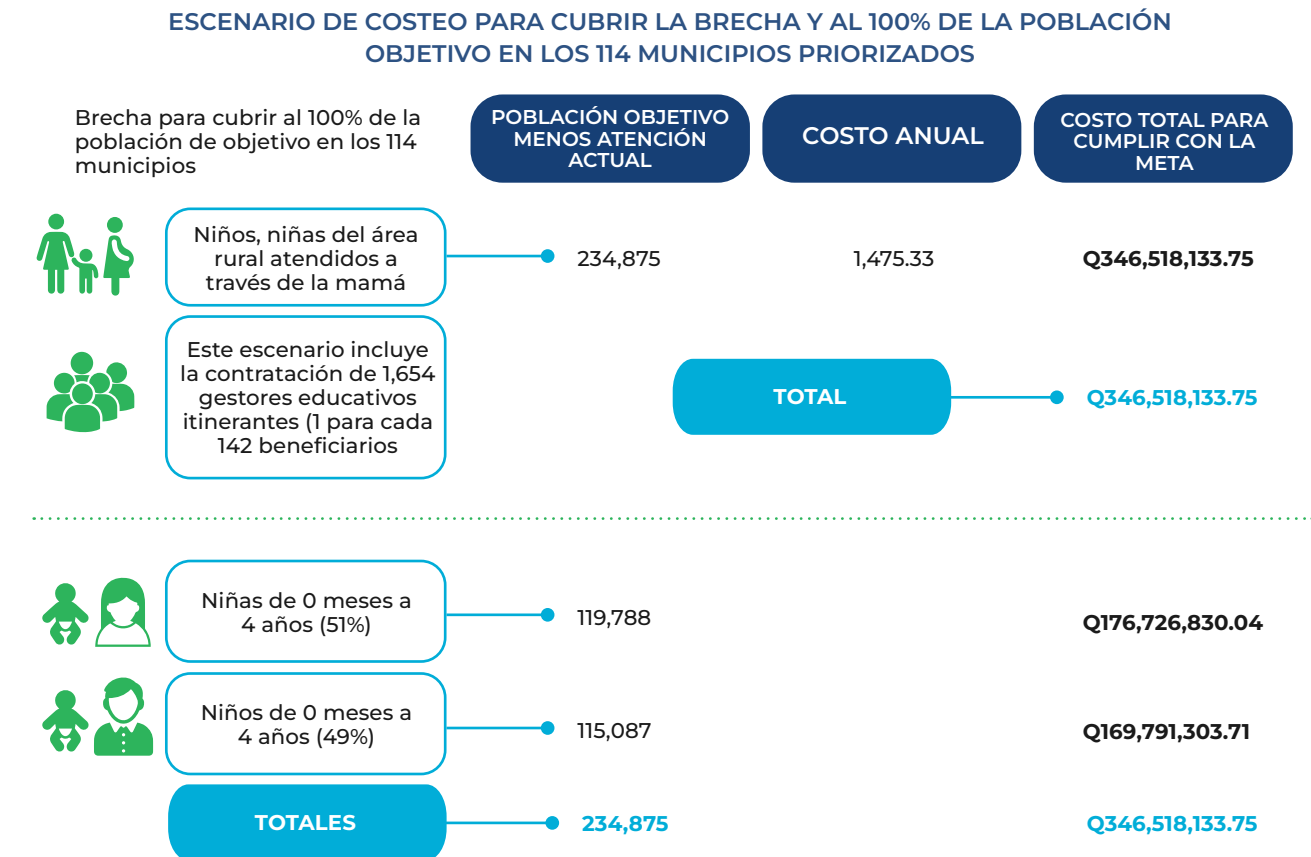 ESCENARIO DE COSTEO PARA CUBRIR LA BRECHA Y AL 100% DE LA POBLACIÓN
OBJETIVO EN LOS 114 MUNICIPIOS PRIORIZADOS
Brecha para cubrir al 100% de la
población de objetivo en los 114
municipios
POBLACIÓN OBJETIVO
MENOS ATENCIÓN
ACTUAL
COSTO ANUAL
COSTO TOTAL PARA
CUMPLIR CON LA
META
Niños, niñas del área
rural atendidos a
través de la mamá
234,875
1,475.33
Q346,518,133.75
Este escenario incluye
la contratación de 1,654
gestores educativos
itinerantes (1 para cada
142 beneficiarios
TOTAL
Q346,518,133.75
Niñas de 0 meses a
4 años (51%)
119,788
Q176,726,830.04
Niños de 0 meses a
4 años (49%)
115,087
Q169,791,303.71
TOTALES
234,875
Q346,518,133.75